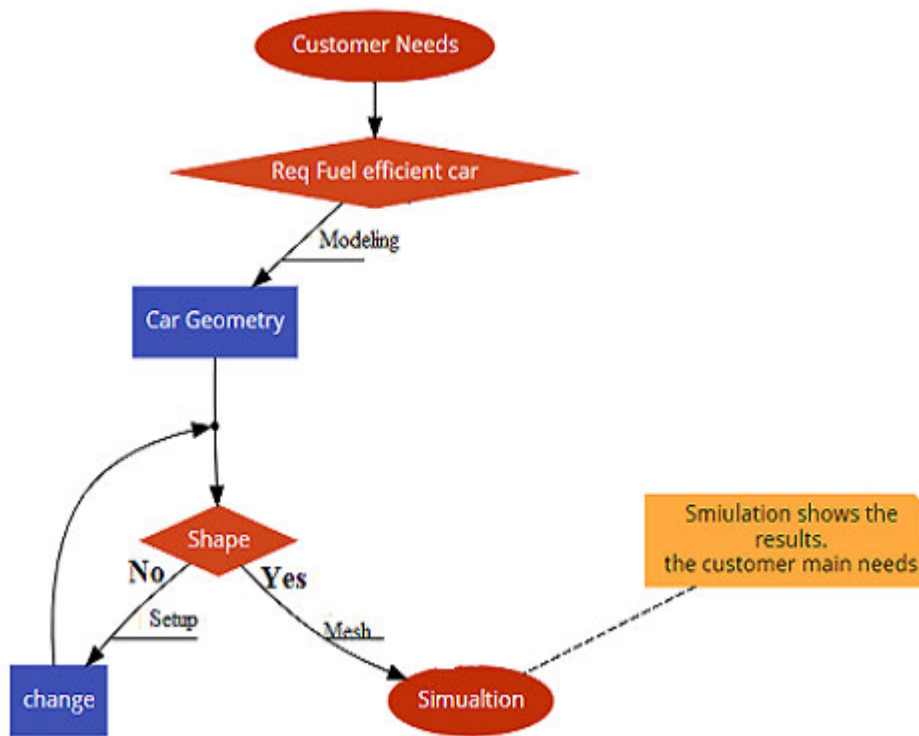 Customer Needs
Req Fuel efficient car
Modeling
Car Geometry
Shape
No
Yes
Setup
Mesh
change
Simualtion
Smiulation shows the
results.
the customer main needs